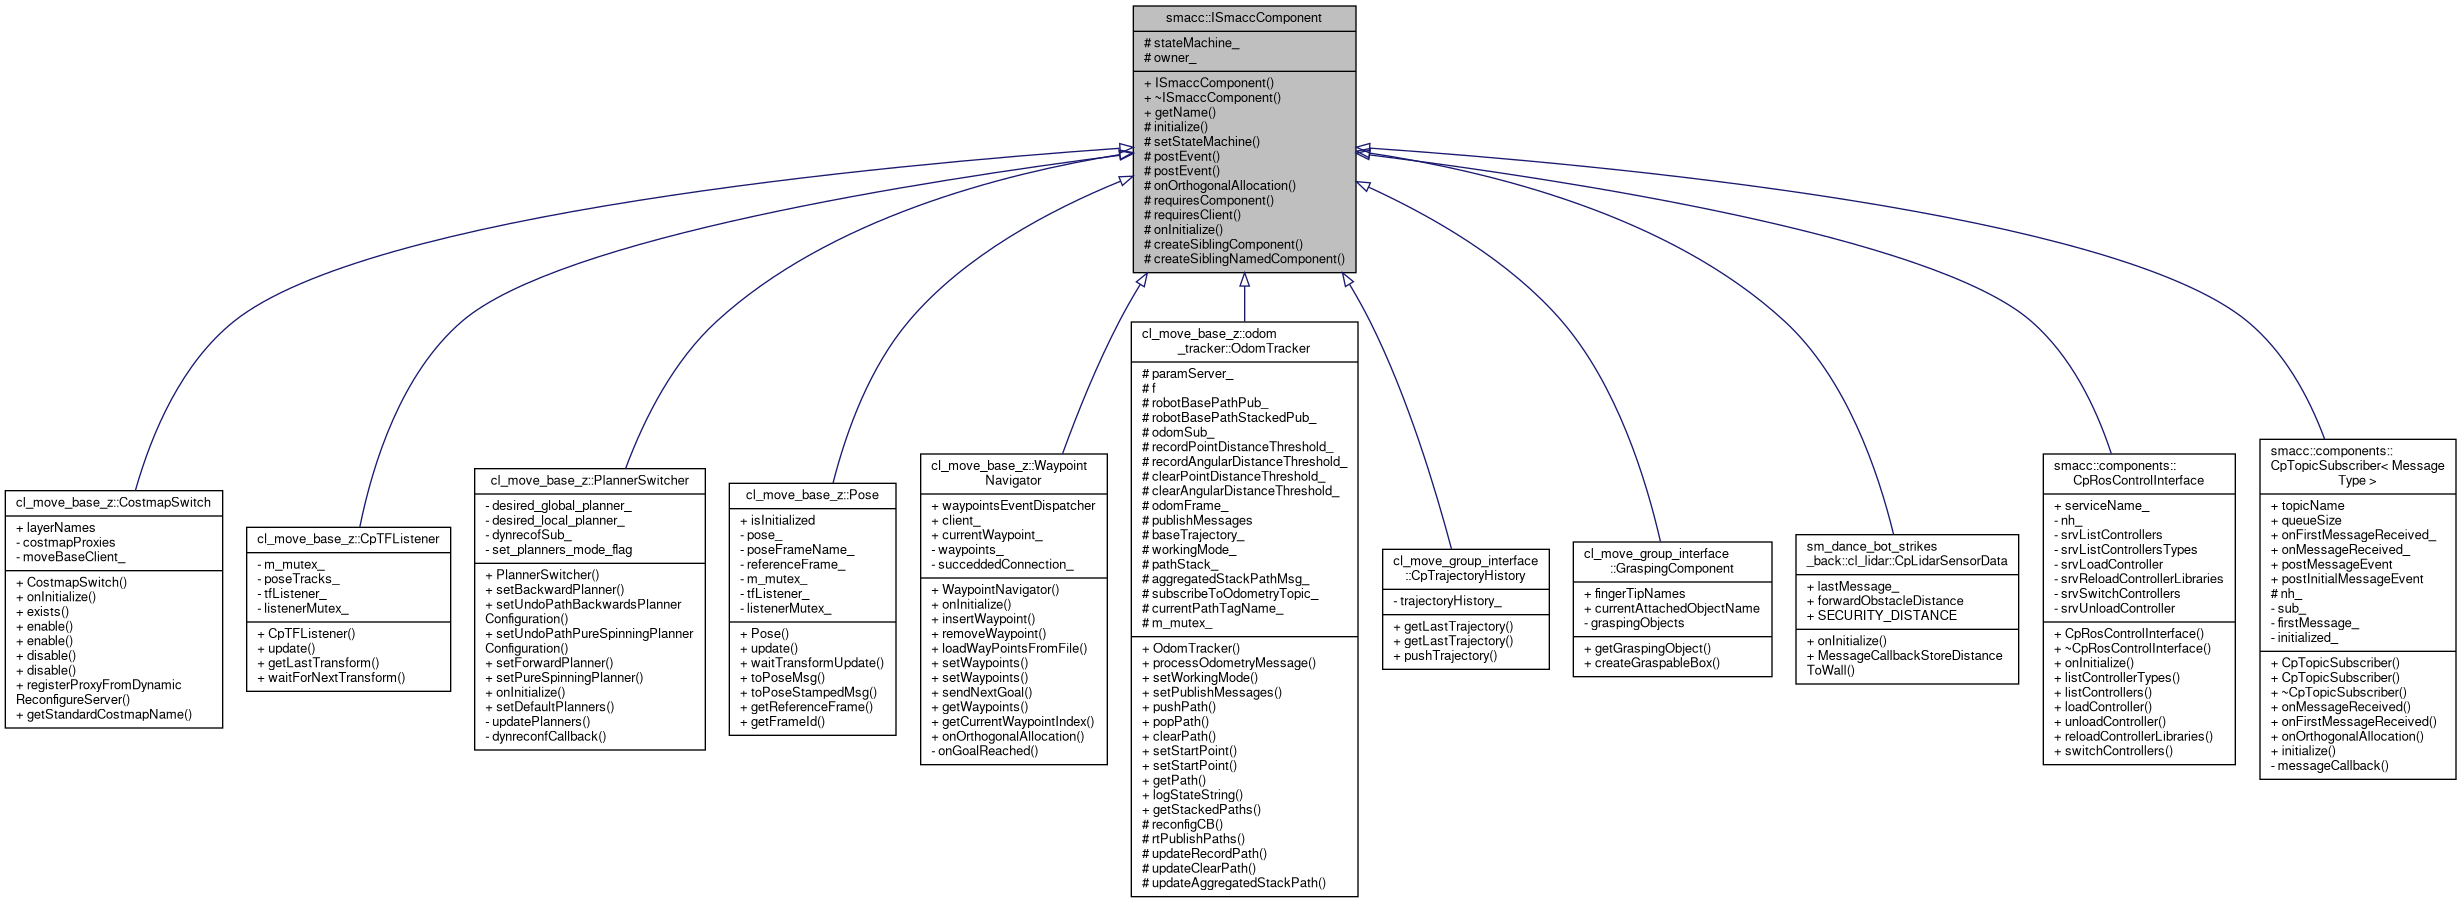 smacc::ISmaccComponent
# stateMachine_
# owner_
+ ISmaccComponent()
+ ~ISmaccComponent()
+ getName()
# initialize()
# setStateMachine()
# postEvent()
# postEvent()
# onOrthogonalAllocation()
# requiresComponent()
# requiresClient()
# onInitialize()
# createSiblingComponent()
# createSiblingNamedComponent()
cl_move_base_z::CostmapSwitch
+ layerNames
- costmapProxies
- moveBaseClient_
+ CostmapSwitch()
+ onInitialize()
+ exists()
+ enable()
+ enable()
+ disable()
+ disable()
+ registerProxyFromDynamic
ReconfigureServer()
+ getStandardCostmapName()
cl_move_base_z::CpTFListener
- m_mutex_
- poseTracks_
- tfListener_
- listenerMutex_
+ CpTFListener()
+ update()
+ getLastTransform()
+ waitForNextTransform()
cl_move_base_z::PlannerSwitcher
- desired_global_planner_
- desired_local_planner_
- dynrecofSub_
- set_planners_mode_flag
+ PlannerSwitcher()
+ setBackwardPlanner()
+ setUndoPathBackwardsPlanner
Configuration()
+ setUndoPathPureSpinningPlanner
Configuration()
+ setForwardPlanner()
+ setPureSpinningPlanner()
+ onInitialize()
+ setDefaultPlanners()
- updatePlanners()
- dynreconfCallback()
cl_move_base_z::Pose
+ isInitialized
- pose_
- poseFrameName_
- referenceFrame_
- m_mutex_
- tfListener_
- listenerMutex_
+ Pose()
+ update()
+ waitTransformUpdate()
+ toPoseMsg()
+ toPoseStampedMsg()
+ getReferenceFrame()
+ getFrameId()
cl_move_base_z::Waypoint
Navigator
+ waypointsEventDispatcher
+ client_
+ currentWaypoint_
- waypoints_
- succeddedConnection_
+ WaypointNavigator()
+ onInitialize()
+ insertWaypoint()
+ removeWaypoint()
+ loadWayPointsFromFile()
+ setWaypoints()
+ setWaypoints()
+ sendNextGoal()
+ getWaypoints()
+ getCurrentWaypointIndex()
+ onOrthogonalAllocation()
- onGoalReached()
cl_move_base_z::odom
_tracker::OdomTracker
# paramServer_
# f
# robotBasePathPub_
# robotBasePathStackedPub_
# odomSub_
# recordPointDistanceThreshold_
# recordAngularDistanceThreshold_
# clearPointDistanceThreshold_
# clearAngularDistanceThreshold_
# odomFrame_
# publishMessages
# baseTrajectory_
# workingMode_
# pathStack_
# aggregatedStackPathMsg_
# subscribeToOdometryTopic_
# currentPathTagName_
# m_mutex_
+ OdomTracker()
+ processOdometryMessage()
+ setWorkingMode()
+ setPublishMessages()
+ pushPath()
+ popPath()
+ clearPath()
+ setStartPoint()
+ setStartPoint()
+ getPath()
+ logStateString()
+ getStackedPaths()
# reconfigCB()
# rtPublishPaths()
# updateRecordPath()
# updateClearPath()
# updateAggregatedStackPath()
cl_move_group_interface
::CpTrajectoryHistory
- trajectoryHistory_
+ getLastTrajectory()
+ getLastTrajectory()
+ pushTrajectory()
cl_move_group_interface
::GraspingComponent
+ fingerTipNames
+ currentAttachedObjectName
- graspingObjects
+ getGraspingObject()
+ createGraspableBox()
sm_dance_bot_strikes
_back::cl_lidar::CpLidarSensorData
+ lastMessage_
+ forwardObstacleDistance
+ SECURITY_DISTANCE
+ onInitialize()
+ MessageCallbackStoreDistance
ToWall()
smacc::components::
CpRosControlInterface
+ serviceName_
- nh_
- srvListControllers
- srvListControllersTypes
- srvLoadController
- srvReloadControllerLibraries
- srvSwitchControllers
- srvUnloadController
+ CpRosControlInterface()
+ ~CpRosControlInterface()
+ onInitialize()
+ listControllerTypes()
+ listControllers()
+ loadController()
+ unloadController()
+ reloadControllerLibraries()
+ switchControllers()
smacc::components::
CpTopicSubscriber< Message
Type >
+ topicName
+ queueSize
+ onFirstMessageReceived_
+ onMessageReceived_
+ postMessageEvent
+ postInitialMessageEvent
# nh_
- sub_
- firstMessage_
- initialized_
+ CpTopicSubscriber()
+ CpTopicSubscriber()
+ ~CpTopicSubscriber()
+ onMessageReceived()
+ onFirstMessageReceived()
+ onOrthogonalAllocation()
+ initialize()
- messageCallback()